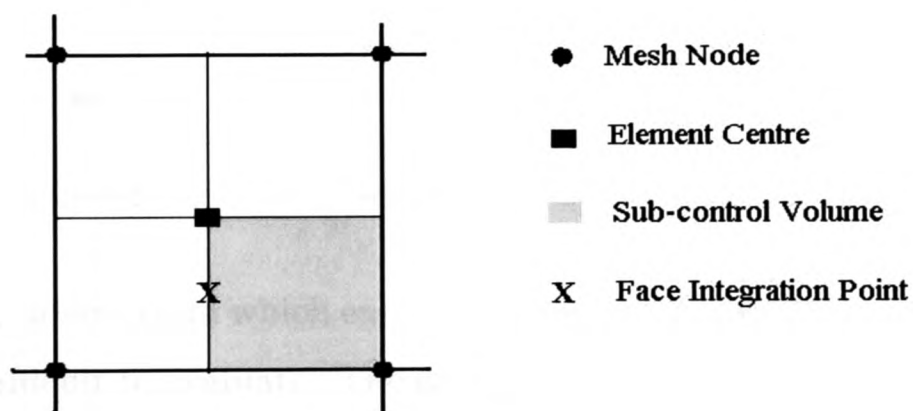 Mesh Node
Element Centre
Sub-control Volume
X
X Face Integration Point